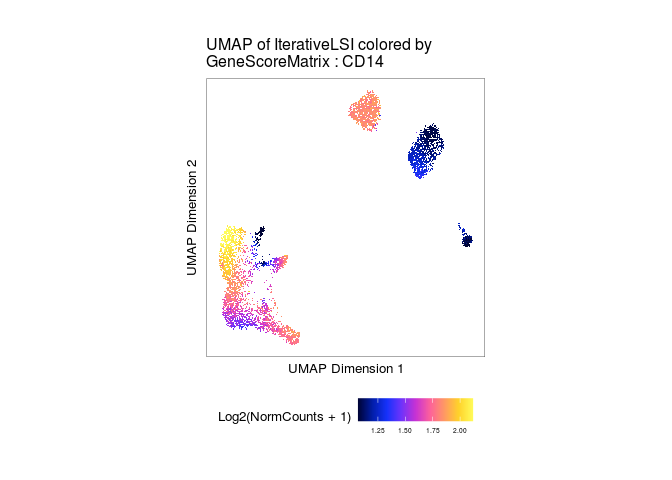 UMAP of IterativeLSI colored by
GeneScoreMatrix : CD14
UMAP Dimension 2
UMAP Dimension 1
Log2(NormCounts + 1)
1.25 1.50 1.75 2.00